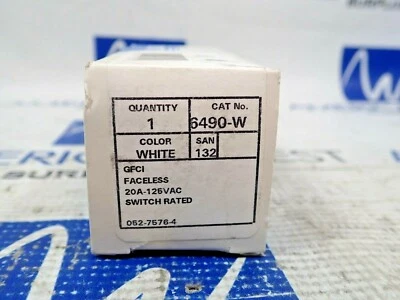 QUANTITY CAT No.
1 6490-W
COLOR SAN
WHITE 132
GFCI
FACELESS
20A-125VAC
SWITCH RATED
052-7576-4